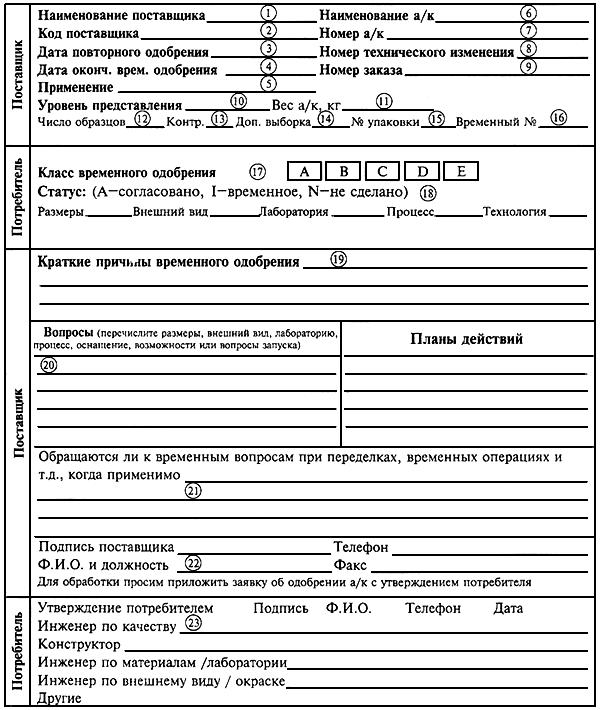 Поставщик
Наименование поставщика ① Наименование а/к ⑥
Код поставщика ② Номер а/к ⑦
Дата повторного одобрения ③ Номер технического изменения ⑧
Дата оконч. врем. одобрения ④ Номер заказа ⑨
Применение ⑤
Уровень представления ⑩ Вес а/к, кг ⑪
Число образцов ⑫ Контр. ⑬ Доп. выборка ⑭ № упаковки ⑮ Временный № ⑯
Потребитель
Класс временного одобрения ⑰ A B C D E
Статус: (А—согласовано, I—временное, N—не сделано) ⑱
Размеры Внешний вид Лаборатория Процесс Технология
Поставщик
Краткие причины временного одобрения ⑲
Вопросы (перечислите размеры, внешний вид, лабораторию,
процесс, оснащение, возможности или вопросы запуска)
Планы действий
⑳
Обращаются ли к временным вопросам при переделках, временных операциях и
т.д., когда применимо
㉑
Подпись поставщика Телефон
Ф.И.О. и должность ㉒ Факс
Для обработки просим приложить заявку об одобрении а/к с утверждением потребителя
Потребитель
Утверждение потребителем Подпись Ф.И.О. Телефон Дата
Инженер по качеству ㉓
Конструктор
Инженер по материалам /лаборатории
Инженер по внешнему виду / окраске
Другие